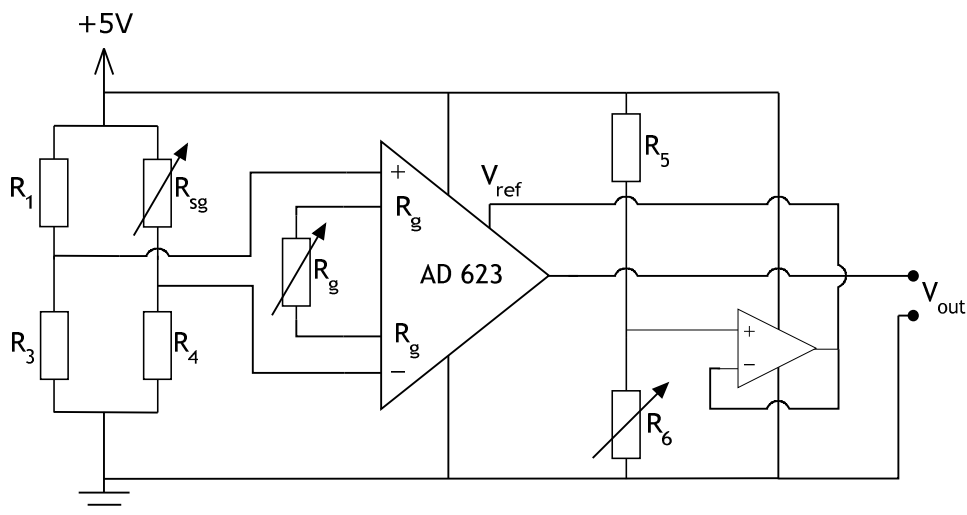 +5V
R1
Rsg
+
Rg
Vref
R5
Rg
AD 623
Vout
R3
R4
Rg
−
+
−
R6